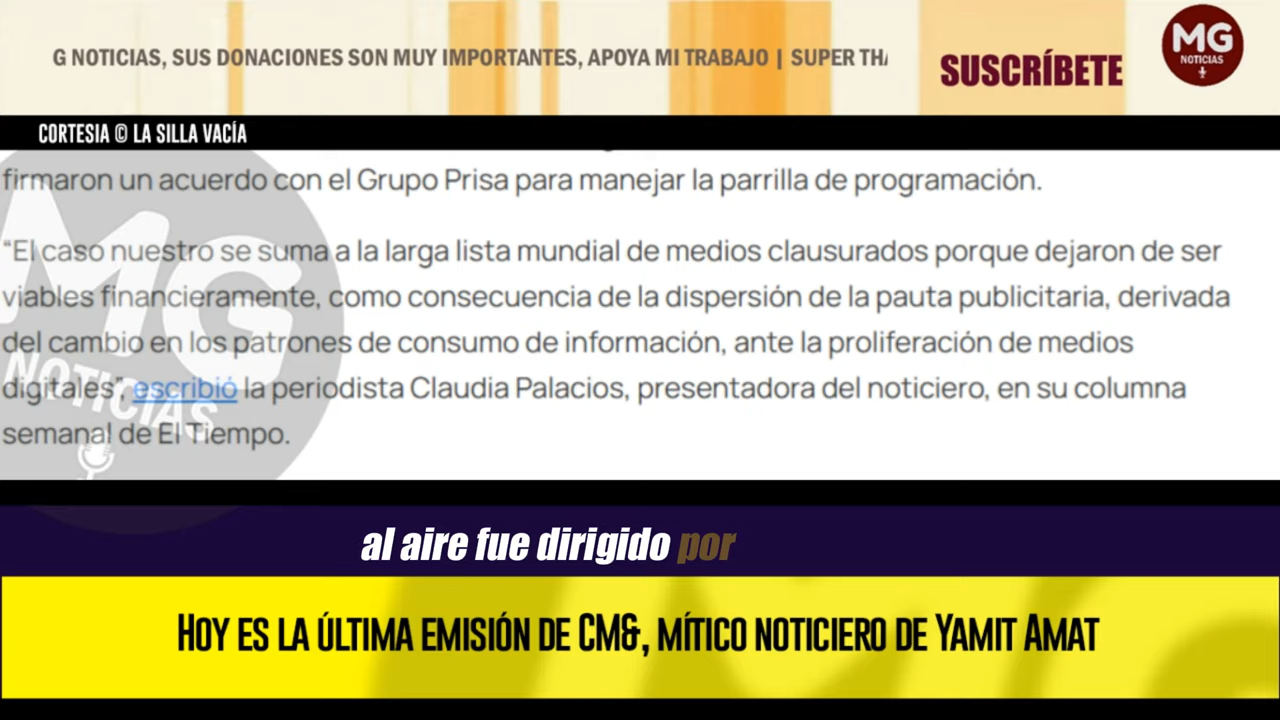 G NOTICIAS, SUS DONACIONES SON MUY IMPORTANTES, APOYA MI TRABAJO | SUPER
SUSCRÍBETE
MG
NOTICIAS
CORTESIA © LA SILLA VACÍA
firmaron un acuerdo con el Grupo Prisa para manejar la parrilla de programación.
“El caso nuestro se suma a la larga lista mundial de medios clausurados porque dejaron de ser
viables financieramente, como consecuencia de la dispersión de la pauta publicitaria, derivada
del cambio en los patrones de consumo de información, ante la proliferación de medios
digitales”, escribió la periodista Claudia Palacios, presentadora del noticiero, en su columna
semanal de El Tiempo.
MG
NOTICIAS
al aire fue dirigido por
HOY ES LA ÚLTIMA EMISIÓN DE CM&, MÍTICO NOTICIERO DE YAMIT AMAT